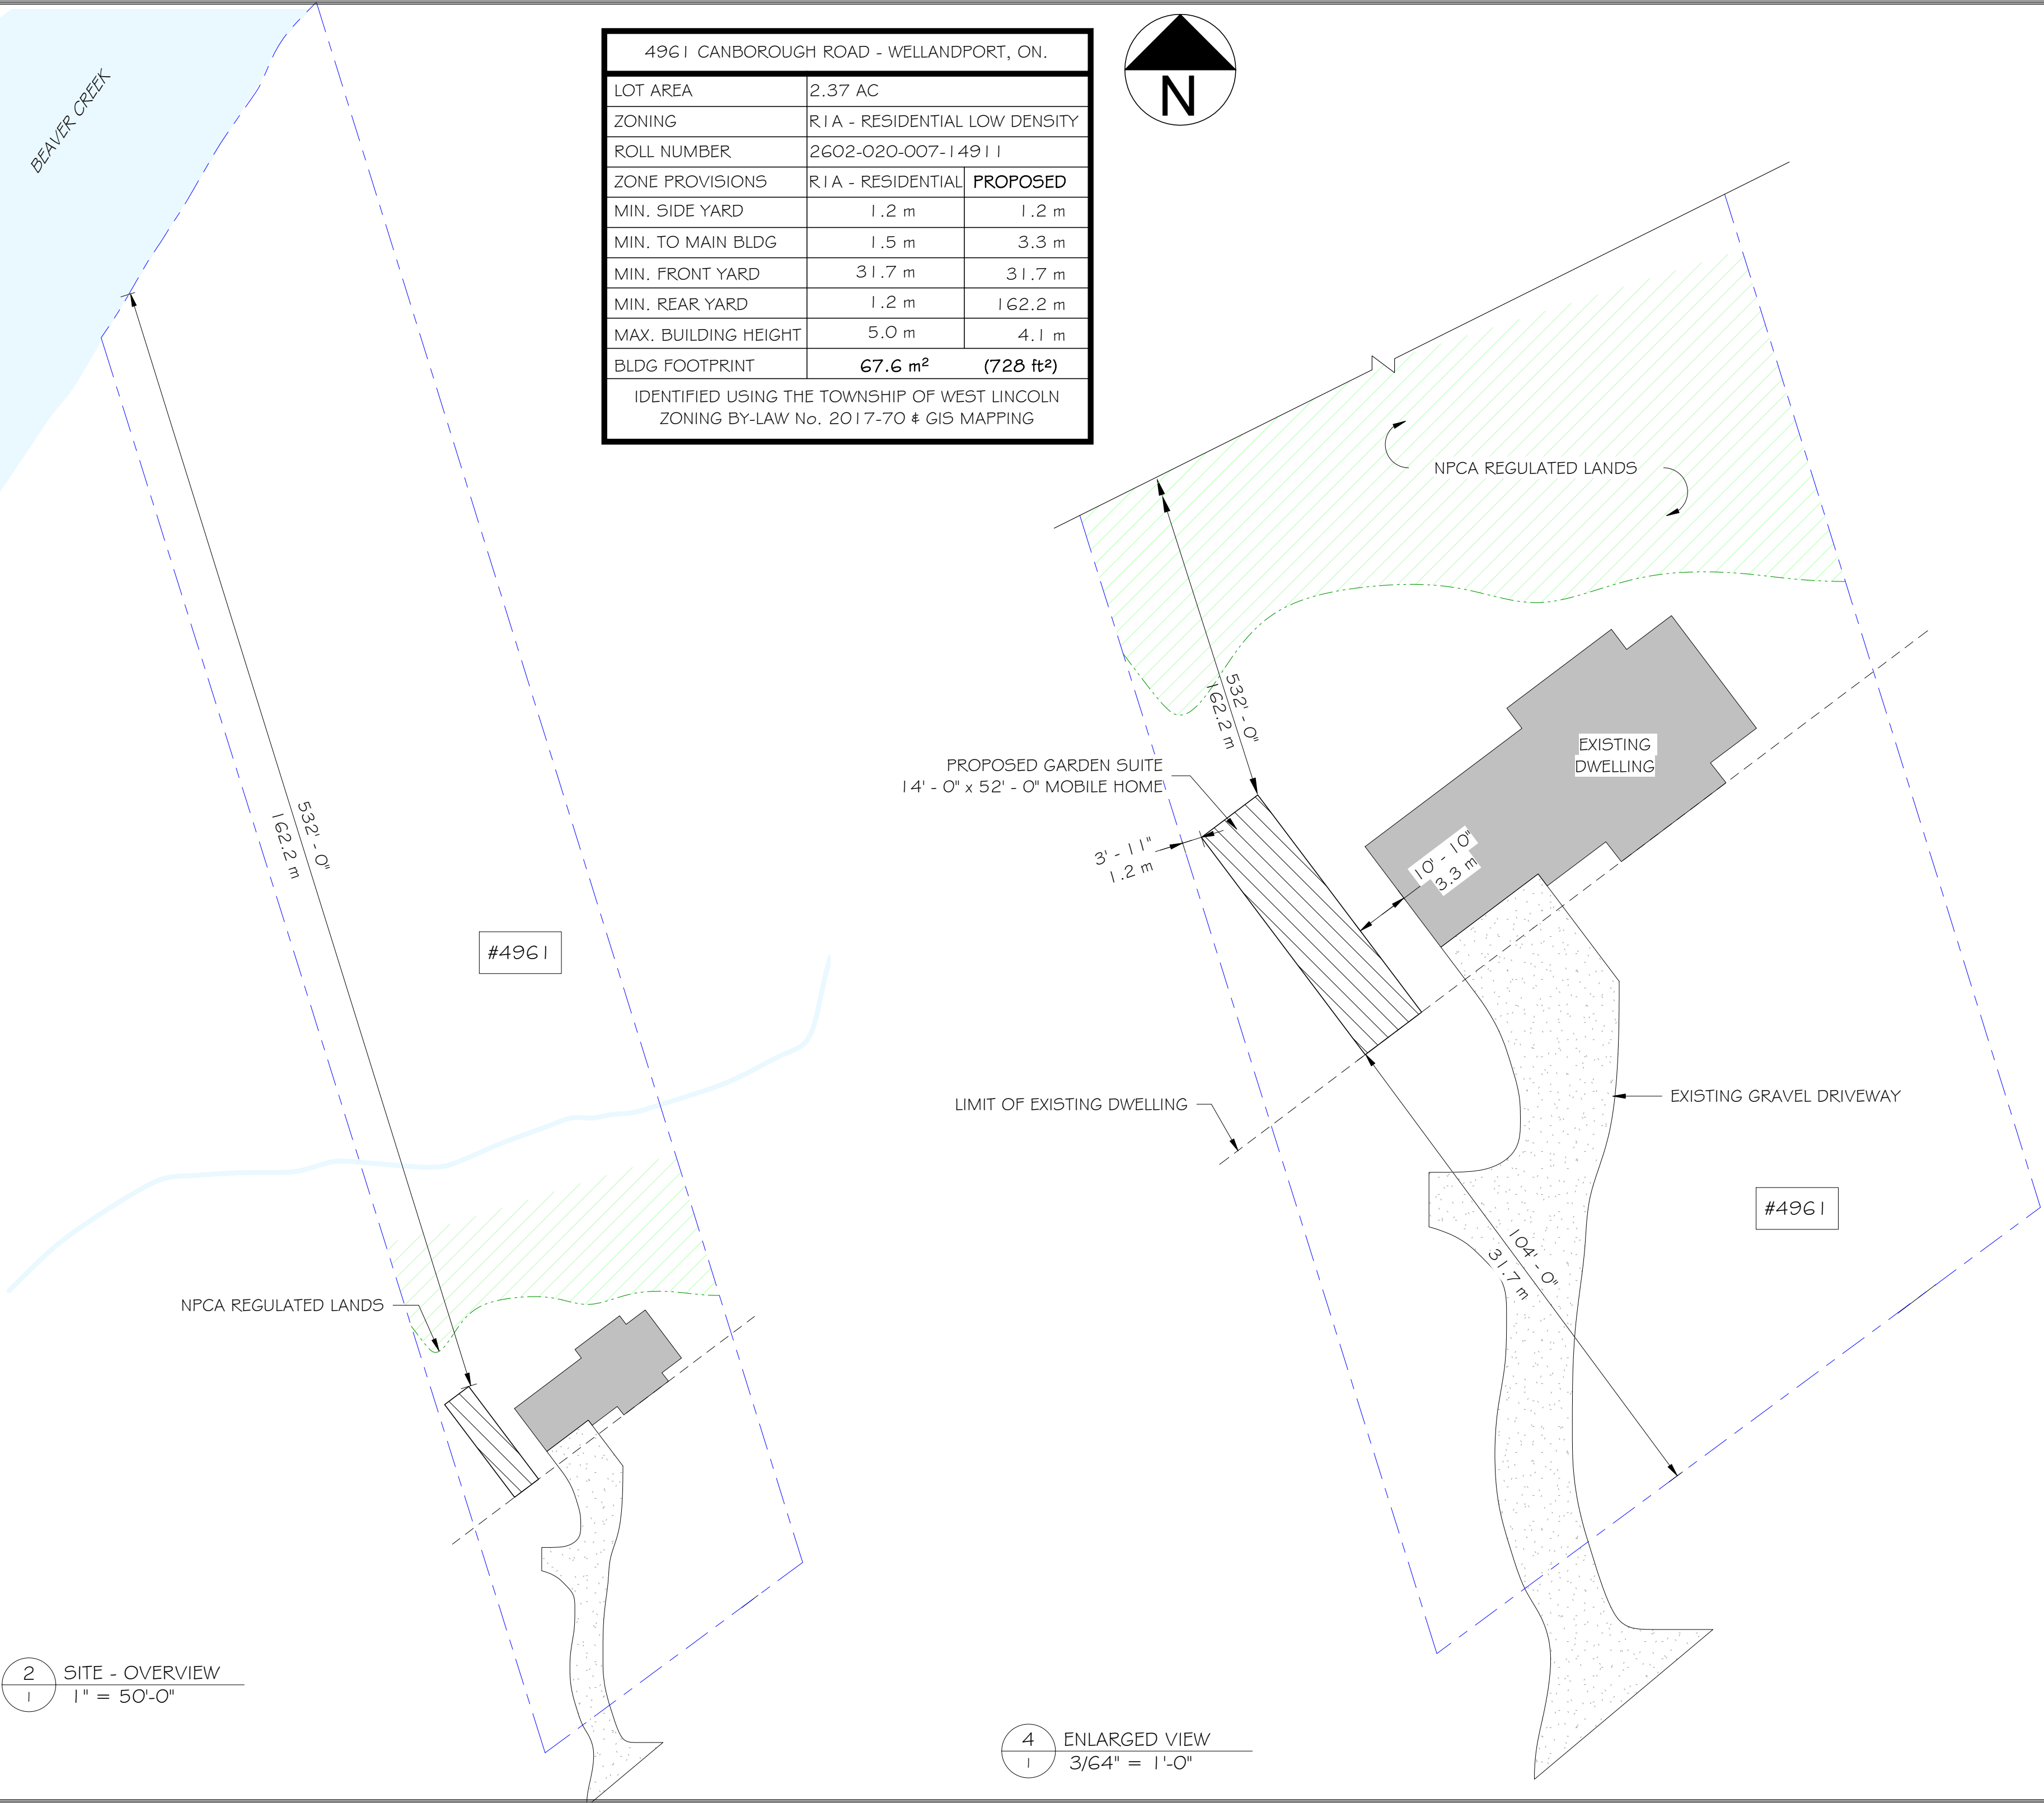 BEAVER CREEK
4961 CANBOROUGH ROAD - WELLANDPORT, ON.
LOT AREA 2.37 AC
ZONING R1A - RESIDENTIAL LOW DENSITY
ROLL NUMBER 2602-020-007-14911
ZONE PROVISIONS R1A - RESIDENTIAL PROPOSED
MIN. SIDE YARD 1.2 m 1.2 m
MIN. TO MAIN BLDG 1.5 m 3.3 m
MIN. FRONT YARD 31.7 m 31.7 m
MIN. REAR YARD 1.2 m 162.2 m
MAX. BUILDING HEIGHT 5.0 m 4.1 m
BLDG FOOTPRINT 67.6 m² (728 ft²)
IDENTIFIED USING THE TOWNSHIP OF WEST LINCOLN
ZONING BY-LAW No. 2017-70 & GIS MAPPING
N
532' - 0"
162.2 m
#4961
NPCA REGULATED LANDS
2
1
SITE - OVERVIEW
1" = 50'-0"
NPCA REGULATED LANDS
532' - 0"
162.2 m
EXISTING
DWELLING
PROPOSED GARDEN SUITE
14' - 0" x 52' - 0" MOBILE HOME
3' - 11"
1.2 m
10' - 10"
3.3 m
LIMIT OF EXISTING DWELLING
EXISTING GRAVEL DRIVEWAY
#4961
104' - 0"
31.7 m
4
1
ENLARGED VIEW
3/64" = 1'-0"